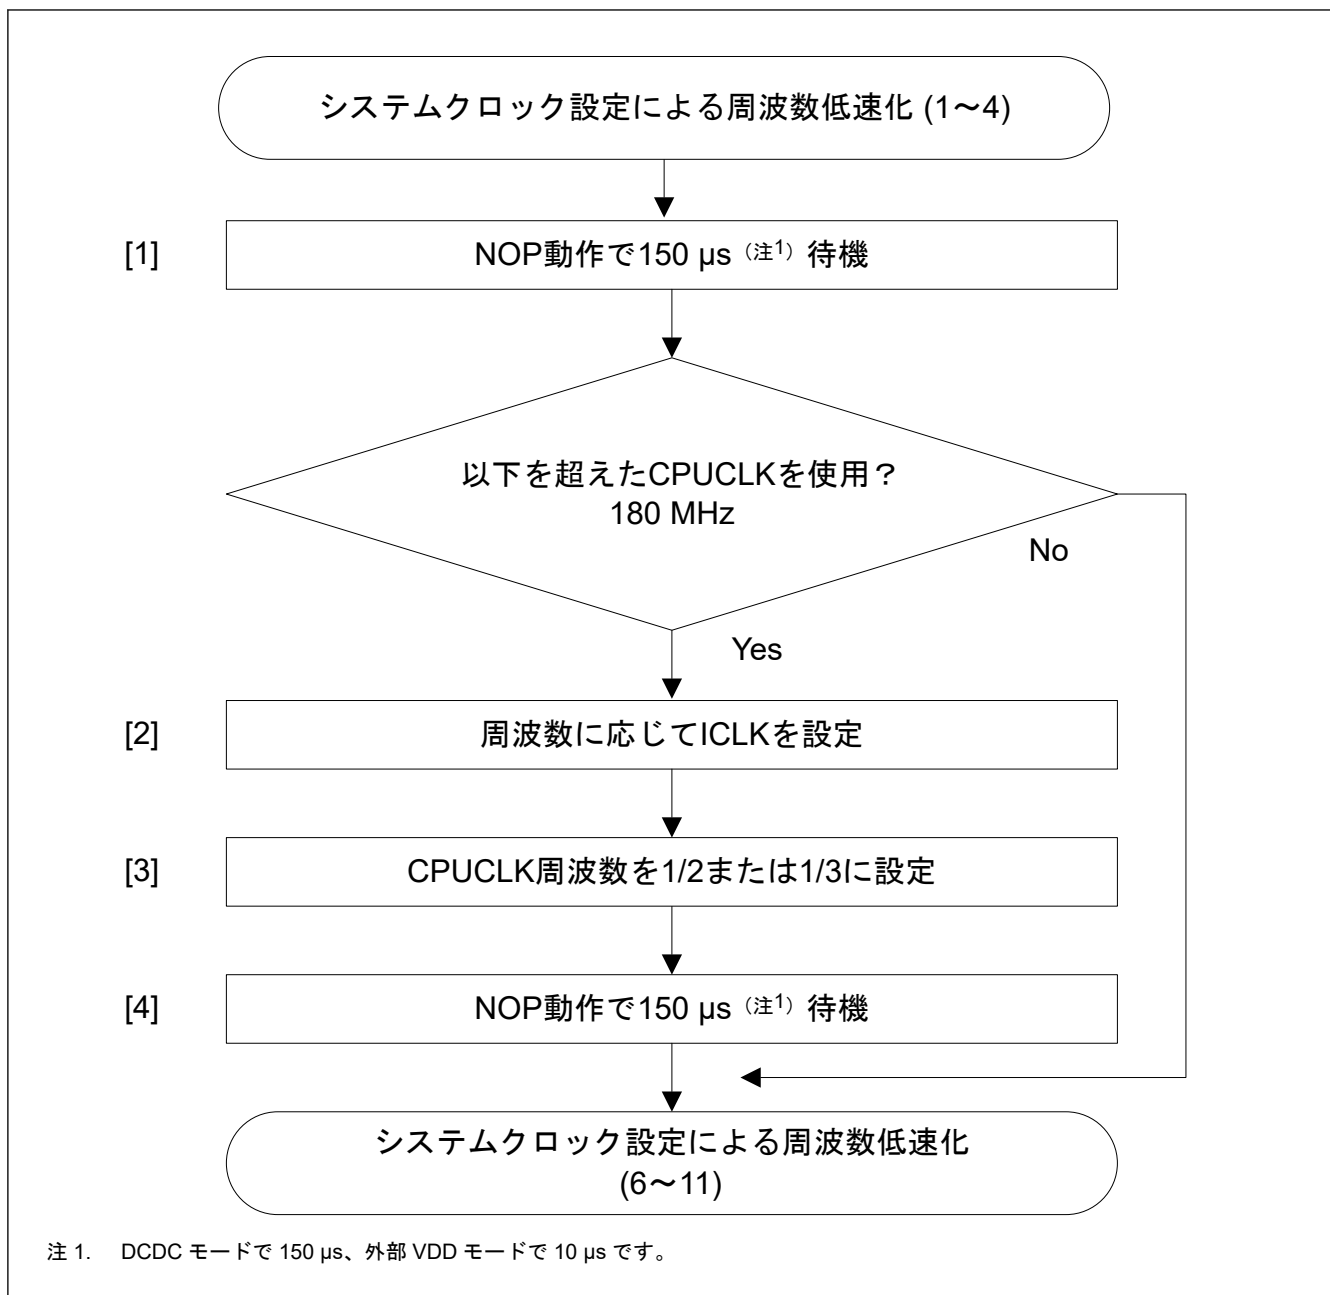 システムクロック設定による周波数低速化 (1～4)
[1]
NOP動作で150 µs（注1）待機
以下を超えたCPUCLKを使用？
180 MHz
No
Yes
[2]
周波数に応じてICLKを設定
[3]
CPUCLK周波数を1/2または1/3に設定
[4]
NOP動作で150 µs（注1）待機
システムクロック設定による周波数低速化
(6～11)
注 1. DCDC モードで 150 µs、外部 VDD モードで 10 µs です。